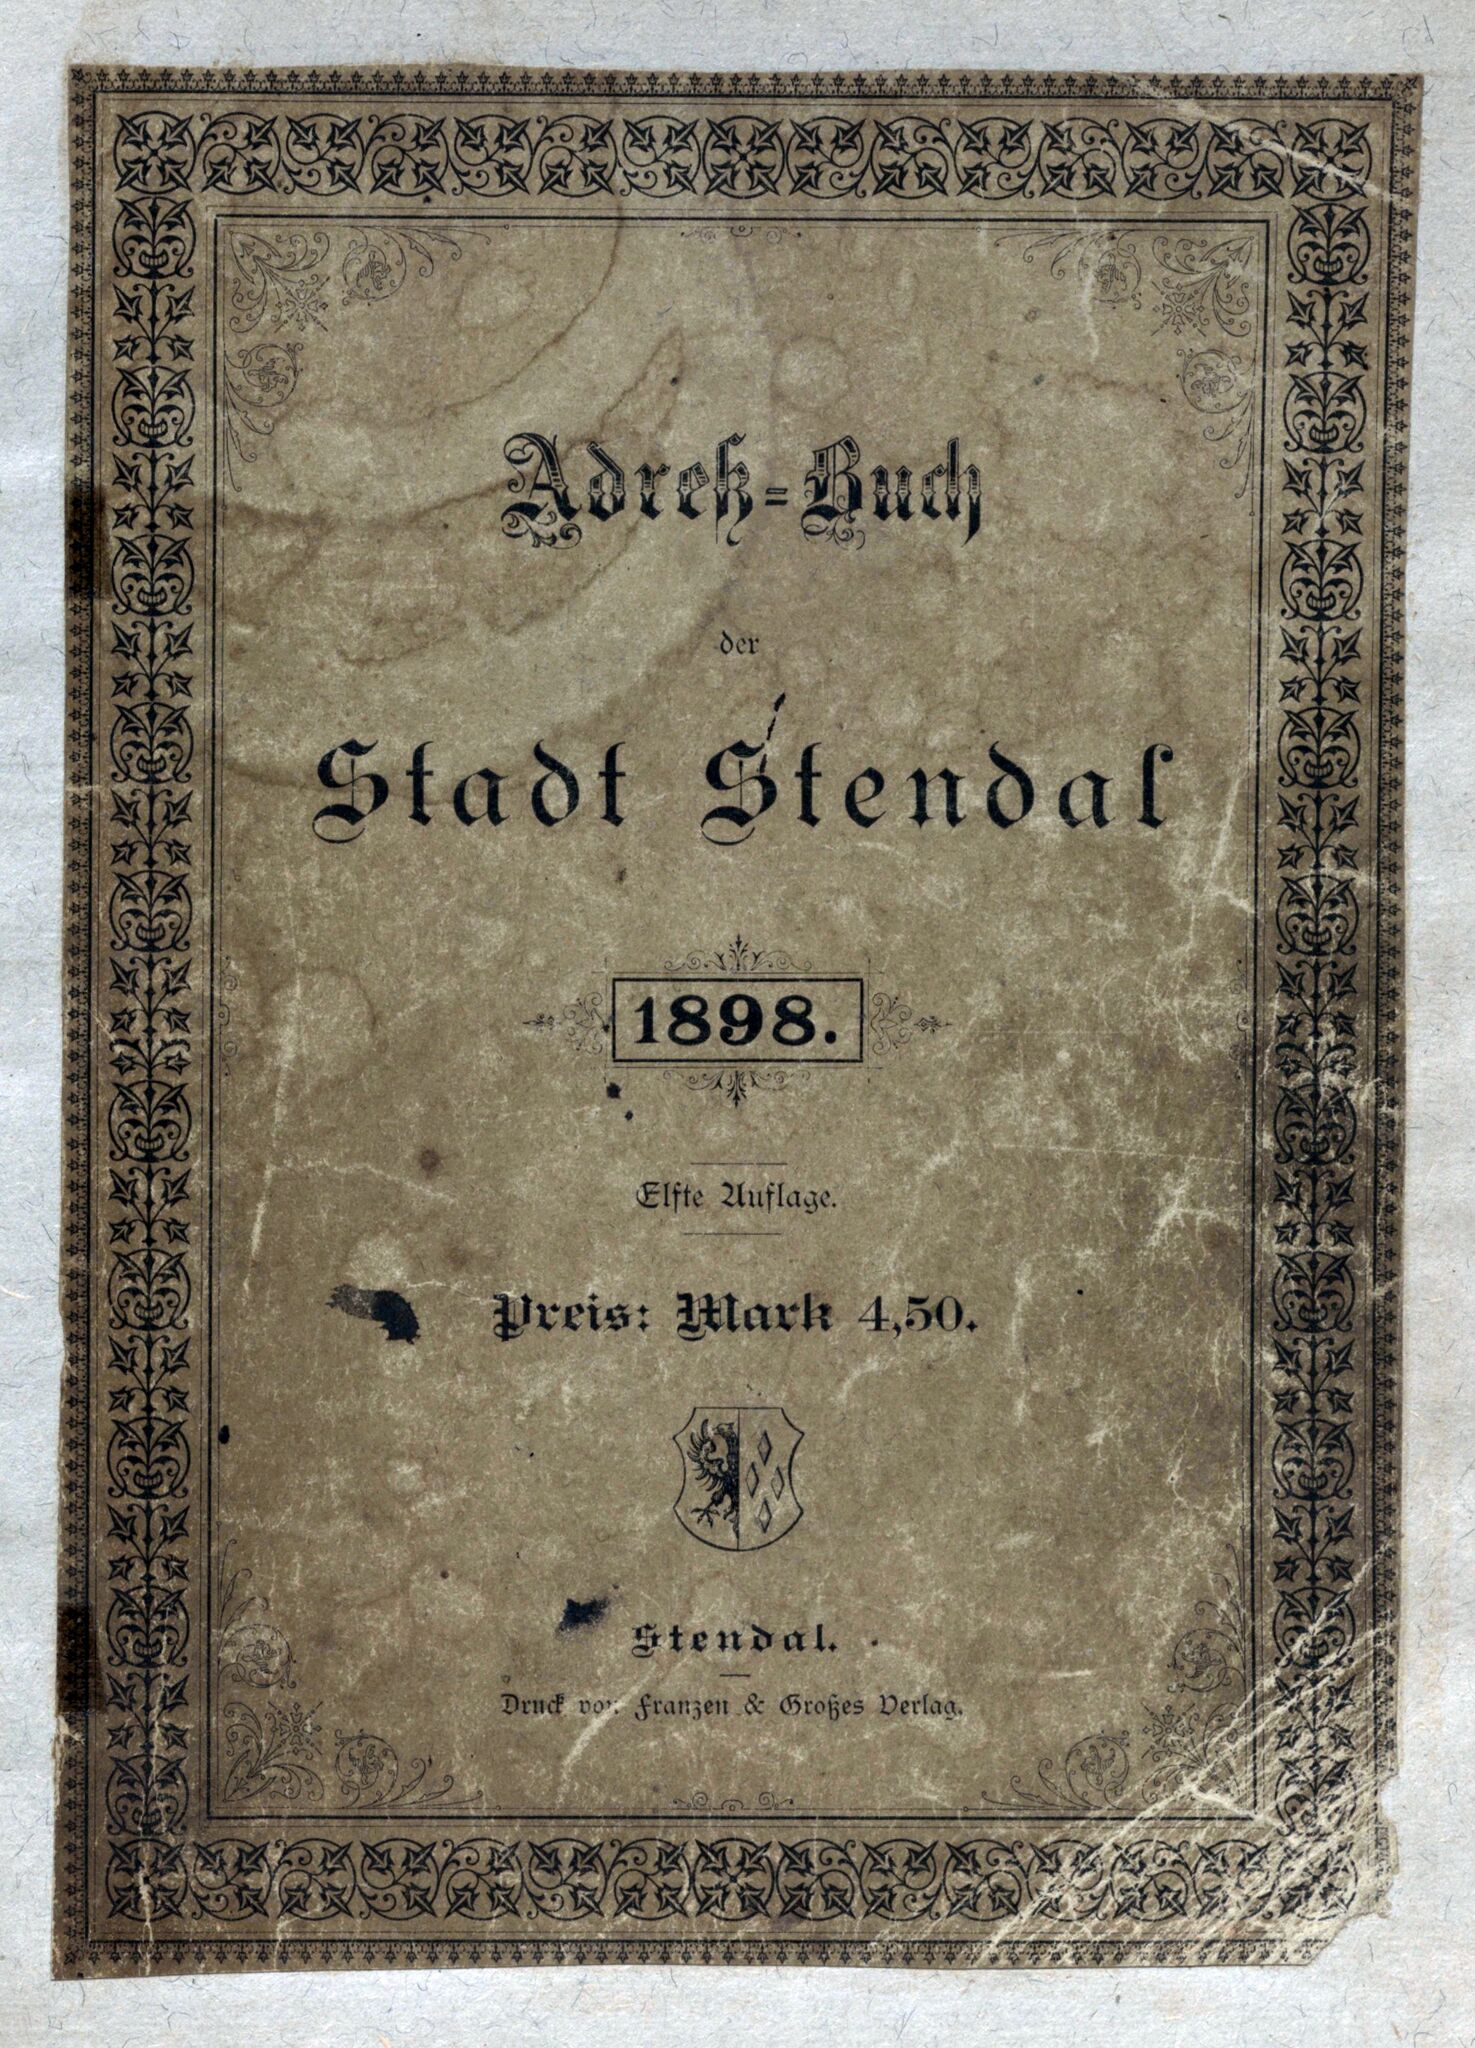 Adreß-Buch
der
Stadt Stendal
1898.
Elfte Auflage.
Preis: Mark 4,50.
Stendal.
Druck von Franzen & Großes Verlag.